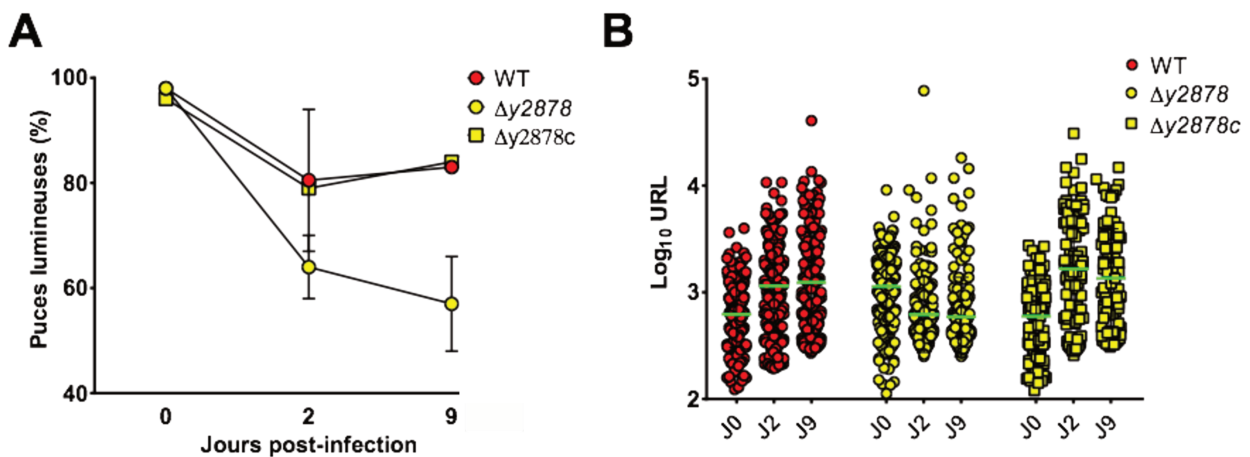 A
Puces lumineuses (%)
100
80
60
40
0 2 9
Jours post-infection
WT
Δy2878
Δy2878c
B
Log10 URL
5
4
3
2
J0 J2 J9 J0 J2 J9 J0 J2 J9
WT
Δy2878
Δy2878c